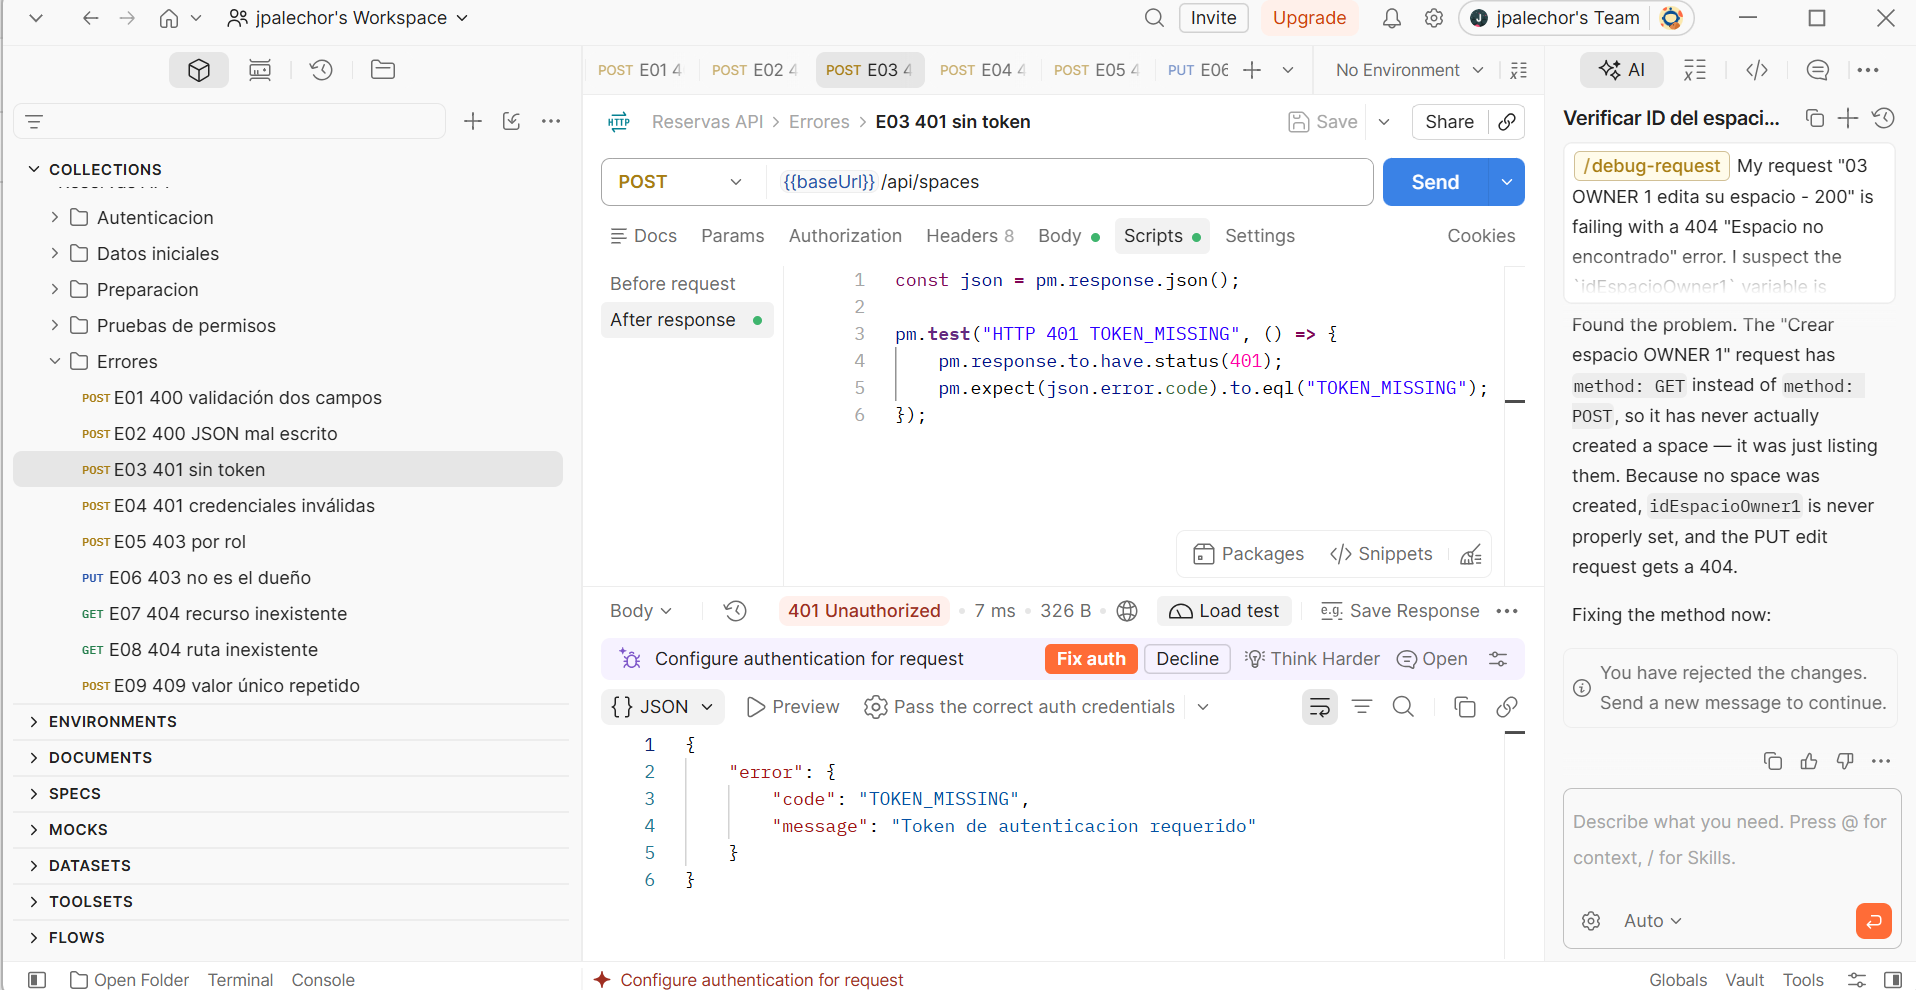 jpalechor's Workspace
Invite
Upgrade
J
jpalechor's Team
COLLECTIONS
Autenticacion
Datos iniciales
Preparacion
Pruebas de permisos
Errores
POST E01 400 validación dos campos
POST E02 400 JSON mal escrito
POST E03 401 sin token
POST E04 401 credenciales inválidas
POST E05 403 por rol
PUT E06 403 no es el dueño
GET E07 404 recurso inexistente
GET E08 404 ruta inexistente
POST E09 409 valor único repetido
ENVIRONMENTS
DOCUMENTS
SPECS
MOCKS
DATASETS
TOOLSETS
FLOWS
POST E01 4 POST E02 4 POST E03 4 POST E04 4 POST E05 4 PUT E06
No Environment
HTTP Reservas API > Errores > E03 401 sin token
Save
Share
POST {{baseUrl}} /api/spaces
Send
Docs Params Authorization Headers 8 Body Scripts Settings Cookies
Before request
After response
1 const json = pm.response.json();
2
3 pm.test("HTTP 401 TOKEN_MISSING", () => {
4 pm.response.to.have.status(401);
5 pm.expect(json.error.code).to.eql("TOKEN_MISSING");
6 });
Packages </> Snippets
Body 401 Unauthorized • 7 ms • 326 B • Load test e.g. Save Response
Configure authentication for request Fix auth Decline Think Harder Open
{} JSON Preview Pass the correct auth credentials
1 {
2 "error": {
3 "code": "TOKEN_MISSING",
4 "message": "Token de autenticacion requerido"
5 }
6 }
AI
Verificar ID del espaci...
/debug-request My request "03
OWNER 1 edita su espacio - 200" is
failing with a 404 "Espacio no
encontrado" error. I suspect the
`idEspacioOwner1` variable is
Found the problem. The "Crear
espacio OWNER 1" request has
method: GET instead of method:
POST, so it has never actually
created a space — it was just listing
them. Because no space was
created, idEspacioOwner1 is never
properly set, and the PUT edit
request gets a 404.
Fixing the method now:
You have rejected the changes.
Send a new message to continue.
Describe what you need. Press @ for
context, / for Skills.
Auto
Open Folder Terminal Console
Configure authentication for request
Globals Vault Tools